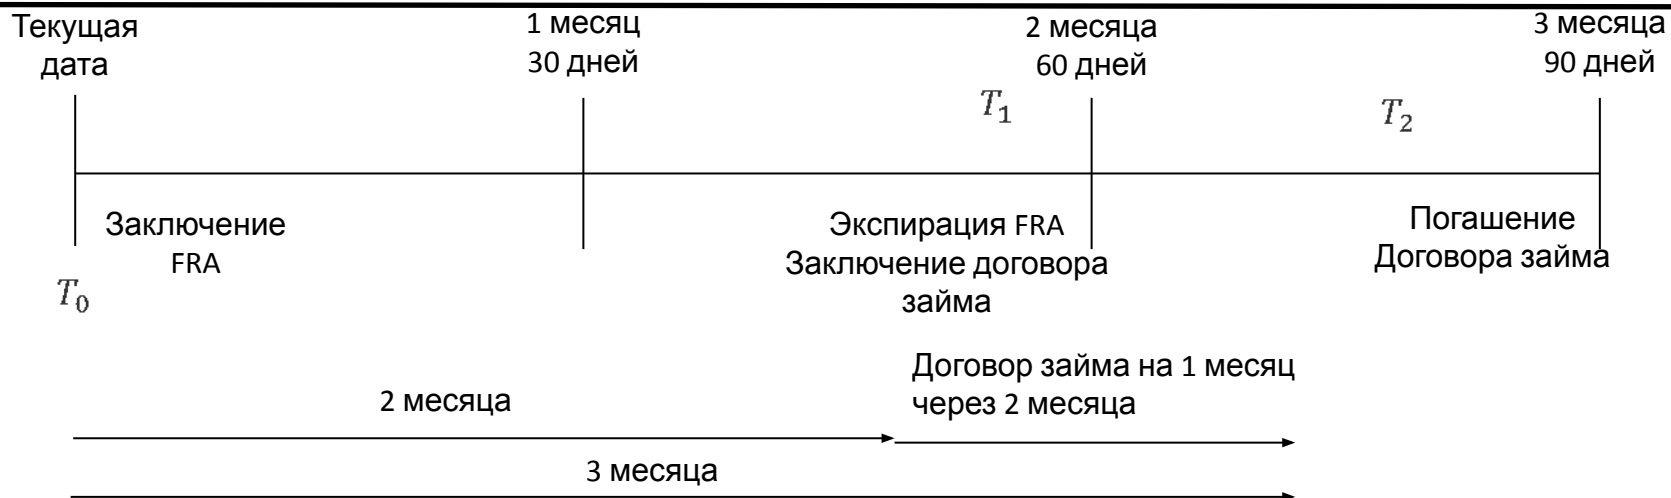 Текущая
дата
1 месяц
30 дней
2 месяца
60 дней
3 месяца
90 дней
T₁
T₂
Заключение
FRA
Экспирация FRA
Заключение договора
займа
Погашение
Договора займа
T₀
Договор займа на 1 месяц
через 2 месяца
2 месяца
3 месяца